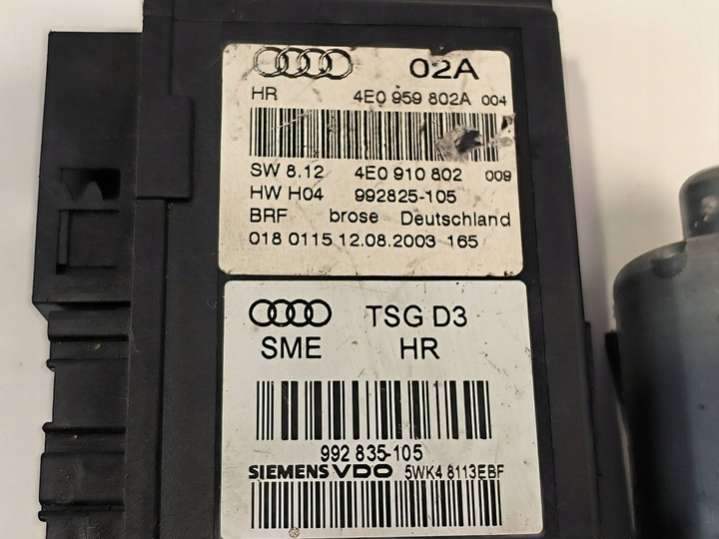 02A
HR 4E0 959 802A 004
SW 8.12 4E0 910 802 009
HW H04 992825-105
BRF brose Deutschland
018 0115 12.08.2003 165
TSG D3
SME HR
992 835-105
SIEMENS VDO 5WK4 8113EBF